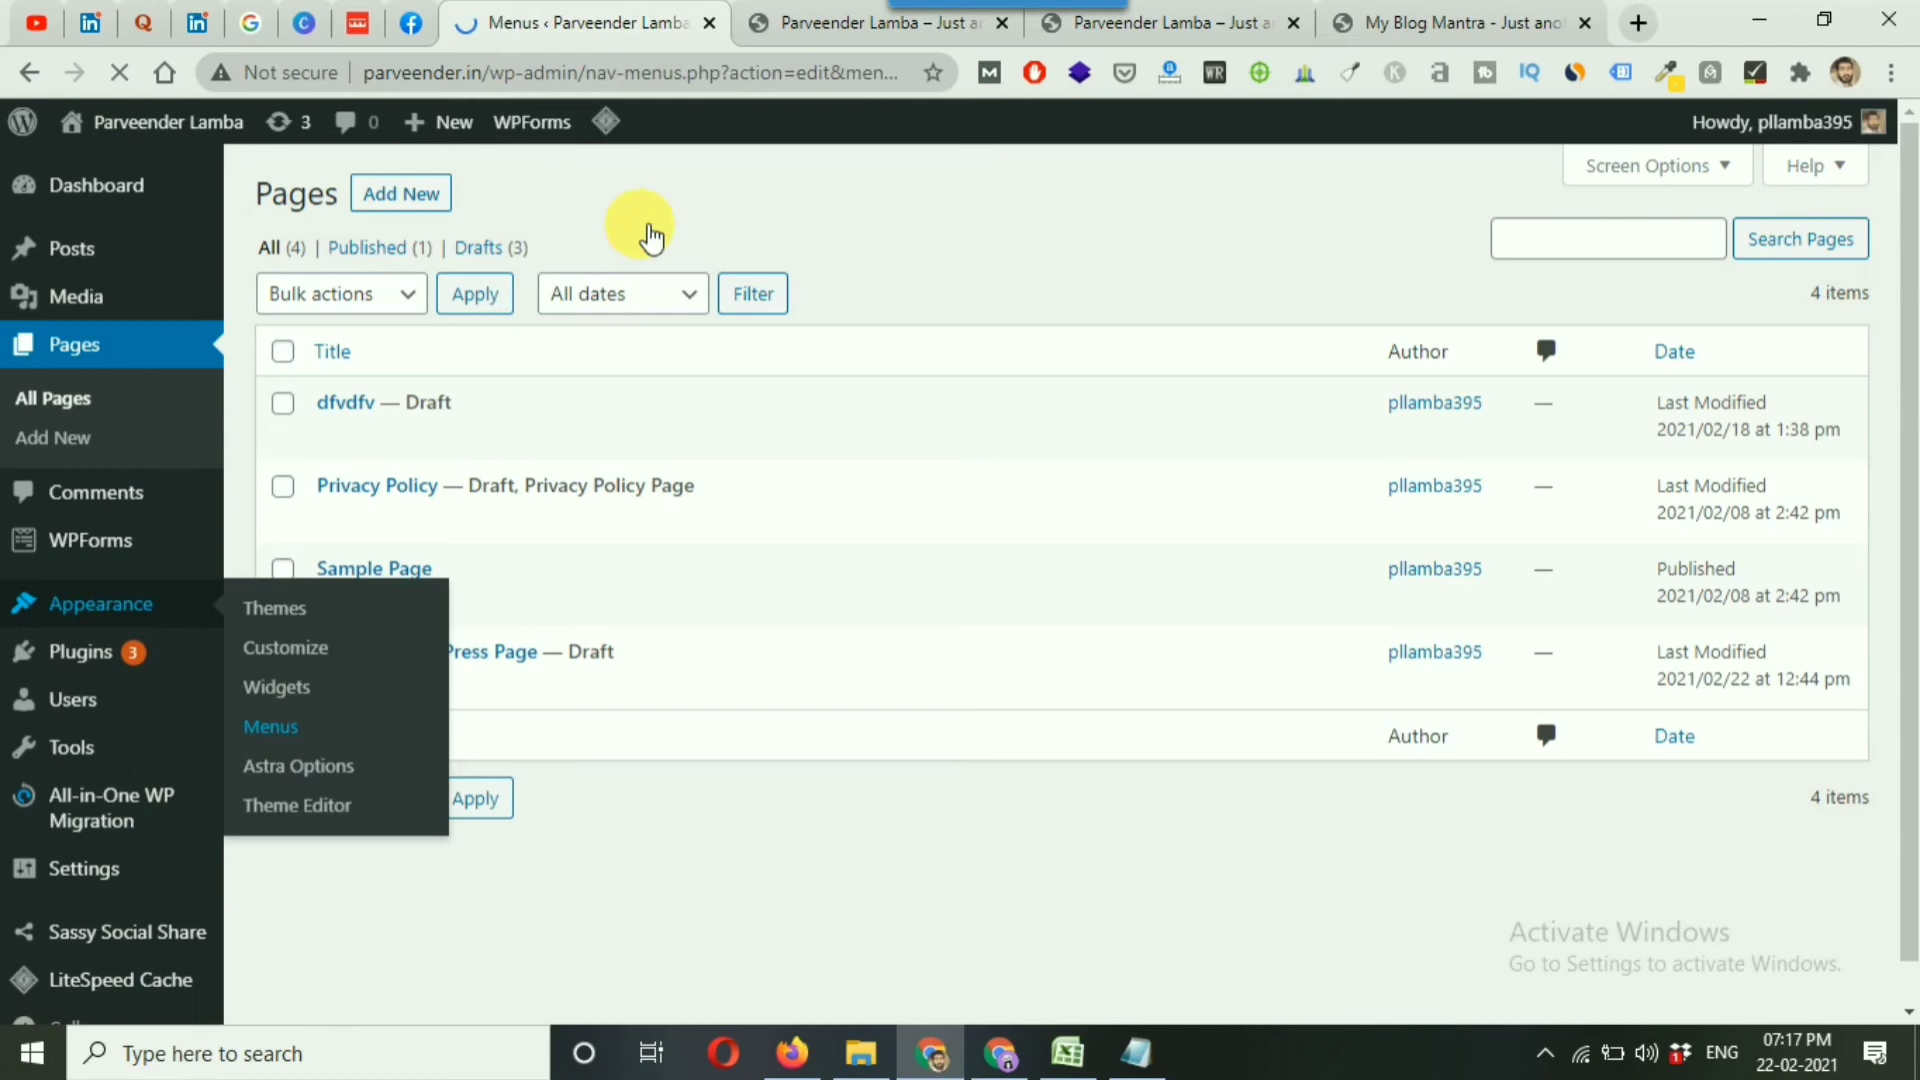 Menus ‹ Parveender Lamba
Parveender Lamba – Just a
Parveender Lamba – Just a
My Blog Mantra - Just ano
Not secure
parveender.in/wp-admin/nav-menus.php?action=edit&men...
Parveender Lamba
3
0
New
WPForms
Howdy, pllamba395
Dashboard
Posts
Media
Pages
All Pages
Add New
Comments
WPForms
Appearance
Plugins 3
Users
Tools
All-in-One WP
Migration
Settings
Sassy Social Share
LiteSpeed Cache
Themes
Customize
Widgets
Menus
Astra Options
Theme Editor
Screen Options
Help
Pages
Add New
All (4) | Published (1) | Drafts (3)
Search Pages
Bulk actions
Apply
All dates
Filter
4 items
Title
Author
Date
dfvdfv — Draft
pllamba395
—
Last Modified
2021/02/18 at 1:38 pm
Privacy Policy — Draft, Privacy Policy Page
pllamba395
—
Last Modified
2021/02/08 at 2:42 pm
Sample Page
pllamba395
—
Published
2021/02/08 at 2:42 pm
Press Page — Draft
pllamba395
—
Last Modified
2021/02/22 at 12:44 pm
Author
Date
Apply
4 items
Activate Windows
Go to Settings to activate Windows.
Type here to search
ENG
07:17 PM
22-02-2021